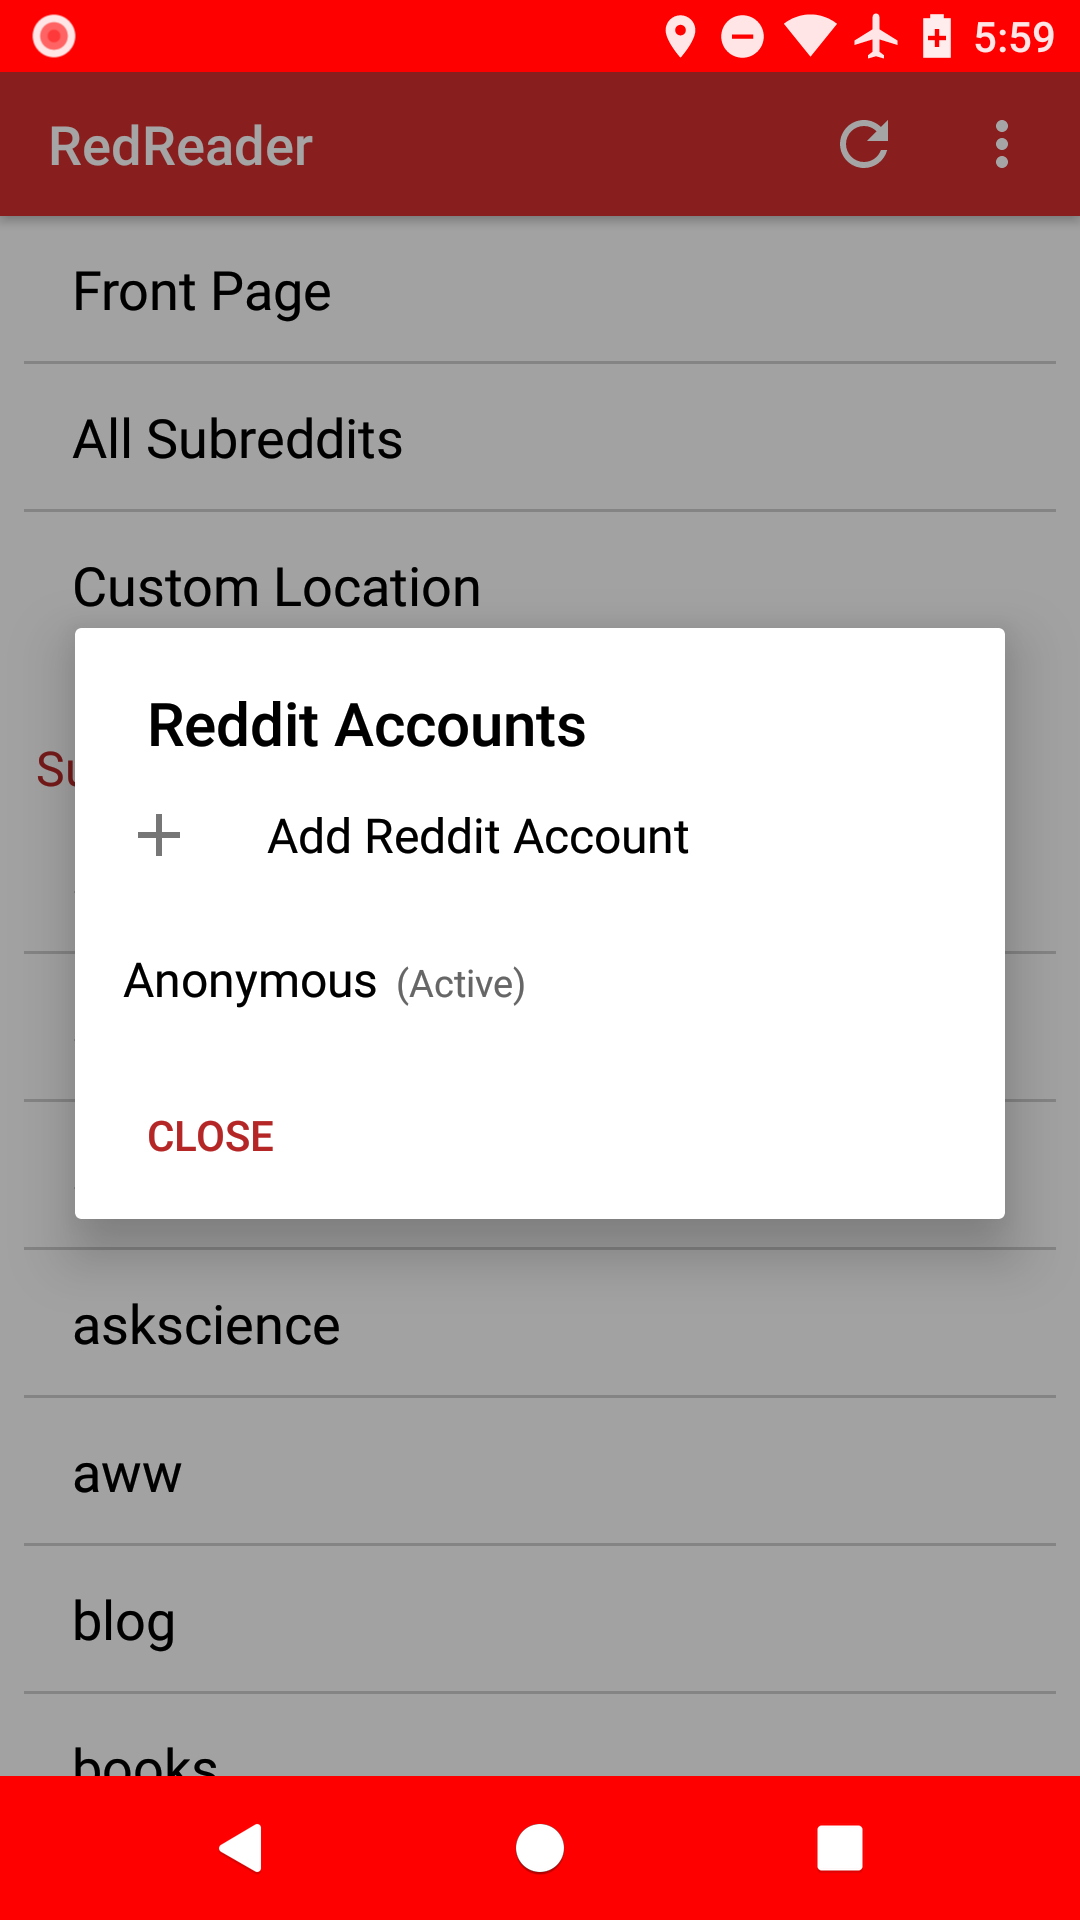 5:59
RedReader
Front Page
All Subreddits
Custom Location
Reddit Accounts
Add Reddit Account
Anonymous (Active)
CLOSE
askscience
aww
blog
books